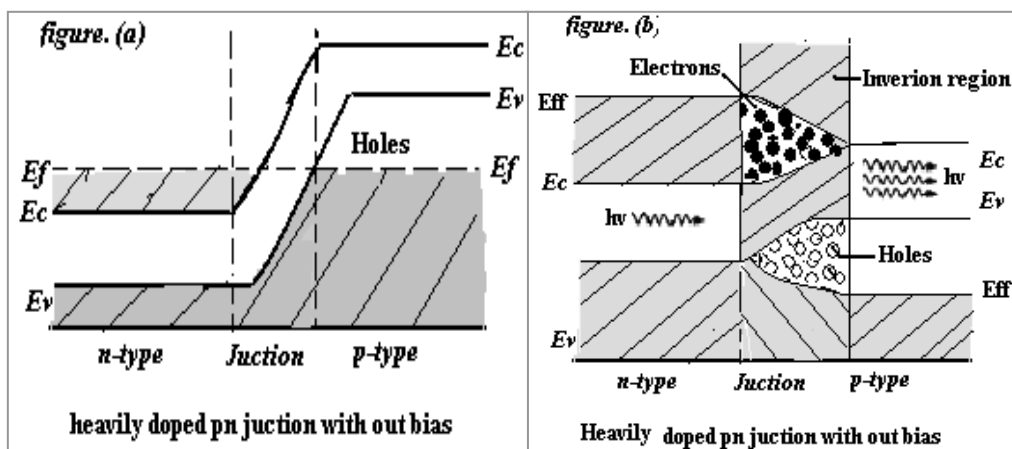 figure. (a)
Ec
Ev
Holes
Ef
Ef
Ec
Ev
n-type Juction p-type
heavily doped pn juction with out bias
figure. (b)
Electrons
Inverion region
Eff
Ec
Ec
hv
hv
Ev
Holes
Eff
Ev
n-type Juction p-type
Heavily doped pn juction with out bias